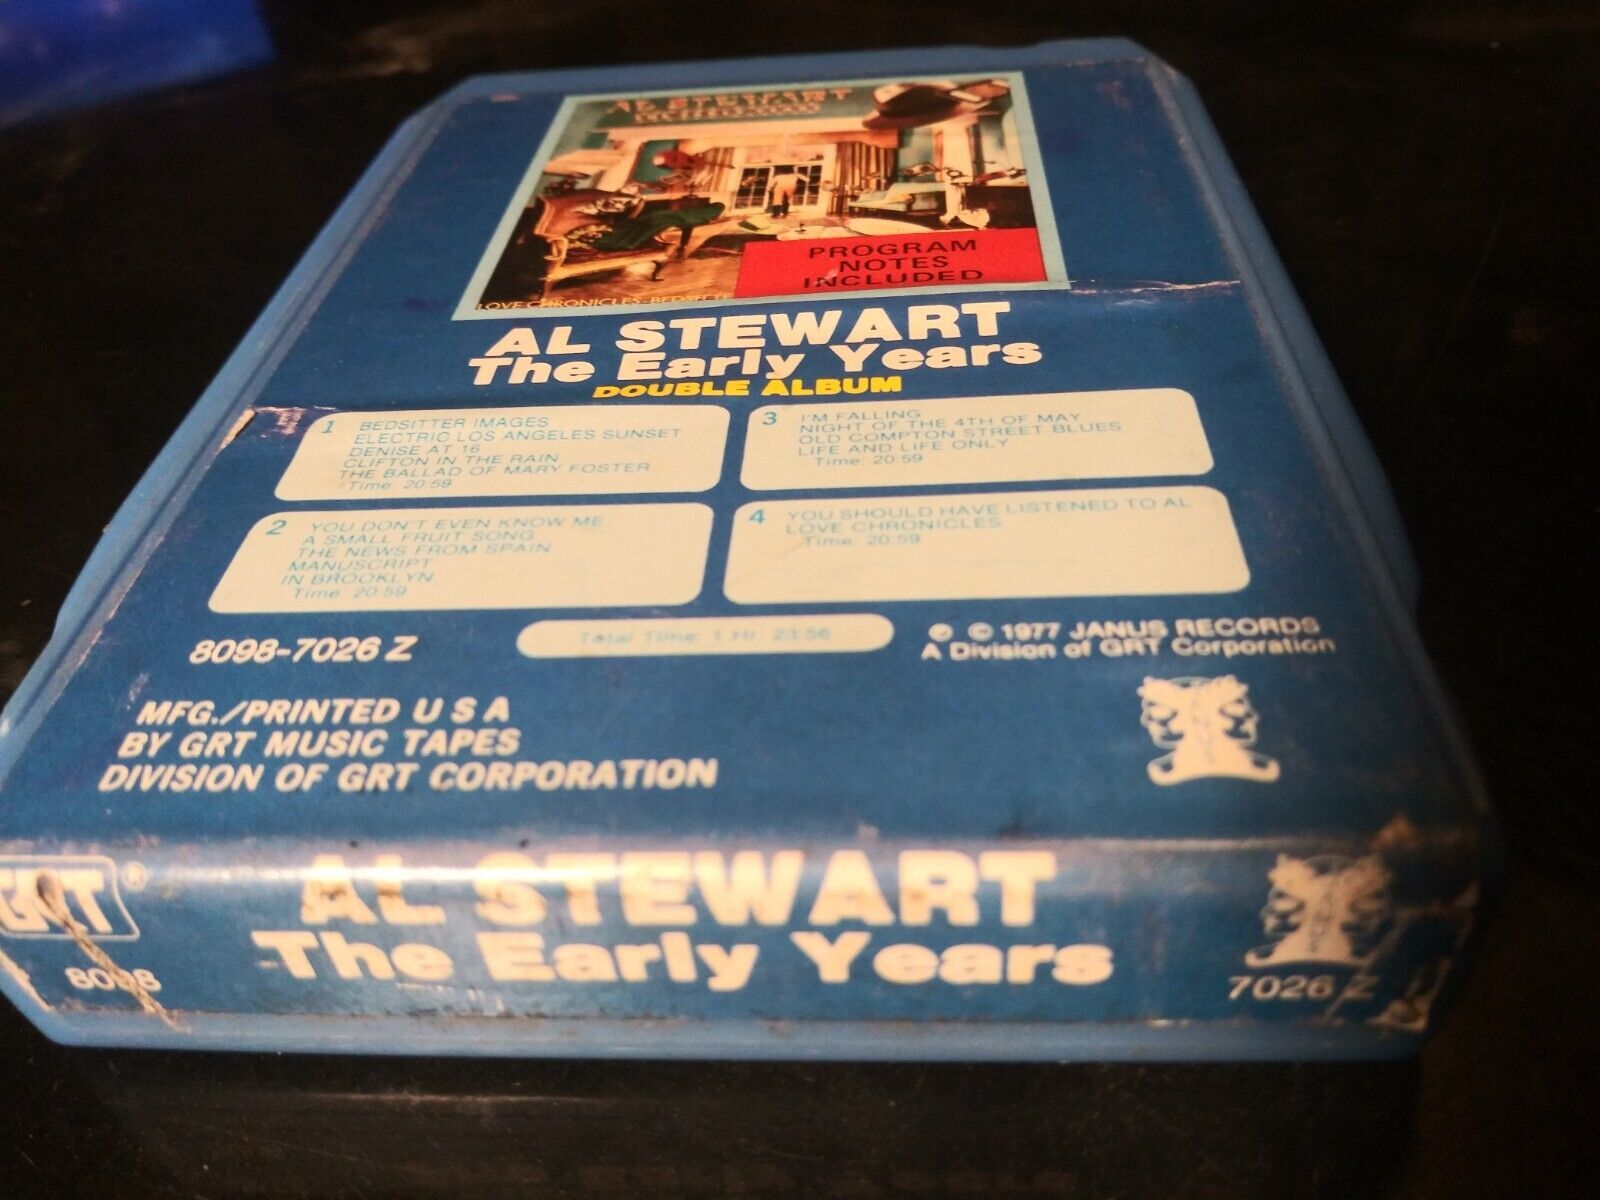 AL STEWART
PROGRAM
NOTES
INCLUDED
LOVE CHRONICLES
AL STEWART
The Early Years
DOUBLE ALBUM
1 BEDSITTER IMAGES
ELECTRIC LOS ANGELES SUNSET
DENISE AT 16
CLIFTON IN THE RAIN
THE BALLAD OF MARY FOSTER
Time: 20:59
2 YOU DON'T EVEN KNOW ME
A SMALL FRUIT SONG
THE NEWS FROM SPAIN
MANUSCRIPT
IN BROOKLYN
Time: 20:59
3 I'M FALLING
NIGHT OF THE 4TH OF MAY
OLD COMPTON STREET BLUES
LIFE AND LIFE ONLY
Time: 20:59
4 YOU SHOULD HAVE LISTENED TO AL
LOVE CHRONICLES
Time: 20:59
8098-7026 Z
Total Time: 1 Hr. 23:56
℗ © 1977 JANUS RECORDS
A Division of GRT Corporation
MFG./PRINTED U S A
BY GRT MUSIC TAPES
DIVISION OF GRT CORPORATION
JANUS
GRT®
8098
AL STEWART
The Early Years
JANUS
7026 Z